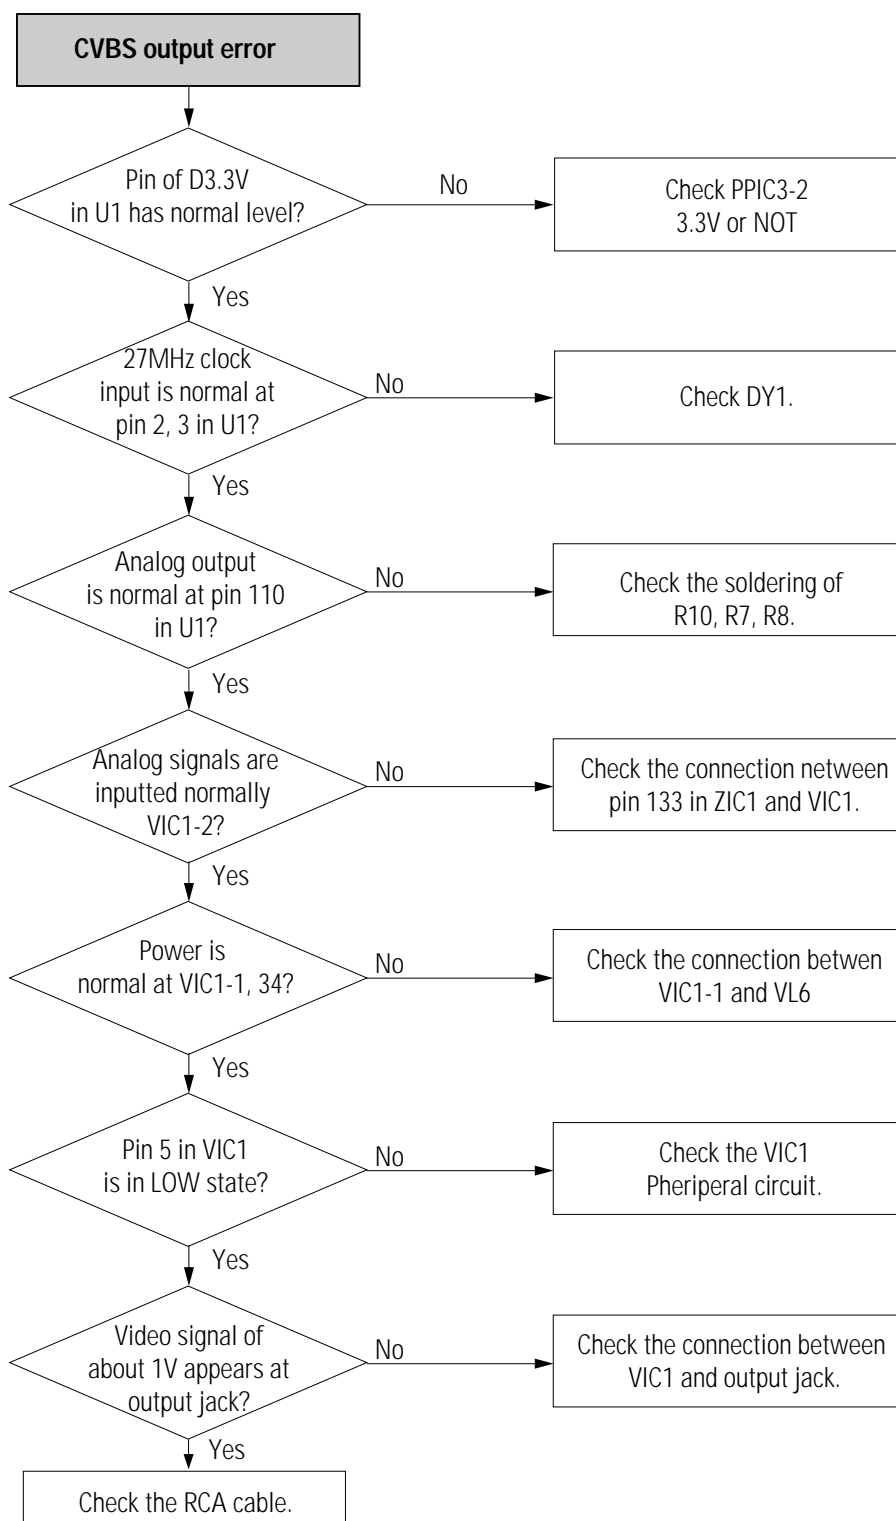 CVBS output error
Pin of D3.3V
in U1 has normal level?
No
Check PPIC3-2
3.3V or NOT
Yes
27MHz clock
input is normal at
pin 2, 3 in U1?
No
Check DY1.
Yes
Analog output
is normal at pin 110
in U1?
No
Check the soldering of
R10, R7, R8.
Yes
Analog signals are
inputted normally
VIC1-2?
No
Check the connection netween
pin 133 in ZIC1 and VIC1.
Yes
Power is
normal at VIC1-1, 34?
No
Check the connection betwen
VIC1-1 and VL6
Yes
Pin 5 in VIC1
is in LOW state?
No
Check the VIC1
Pheriperal circuit.
Yes
Video signal of
about 1V appears at
output jack?
No
Check the connection between
VIC1 and output jack.
Yes
Check the RCA cable.